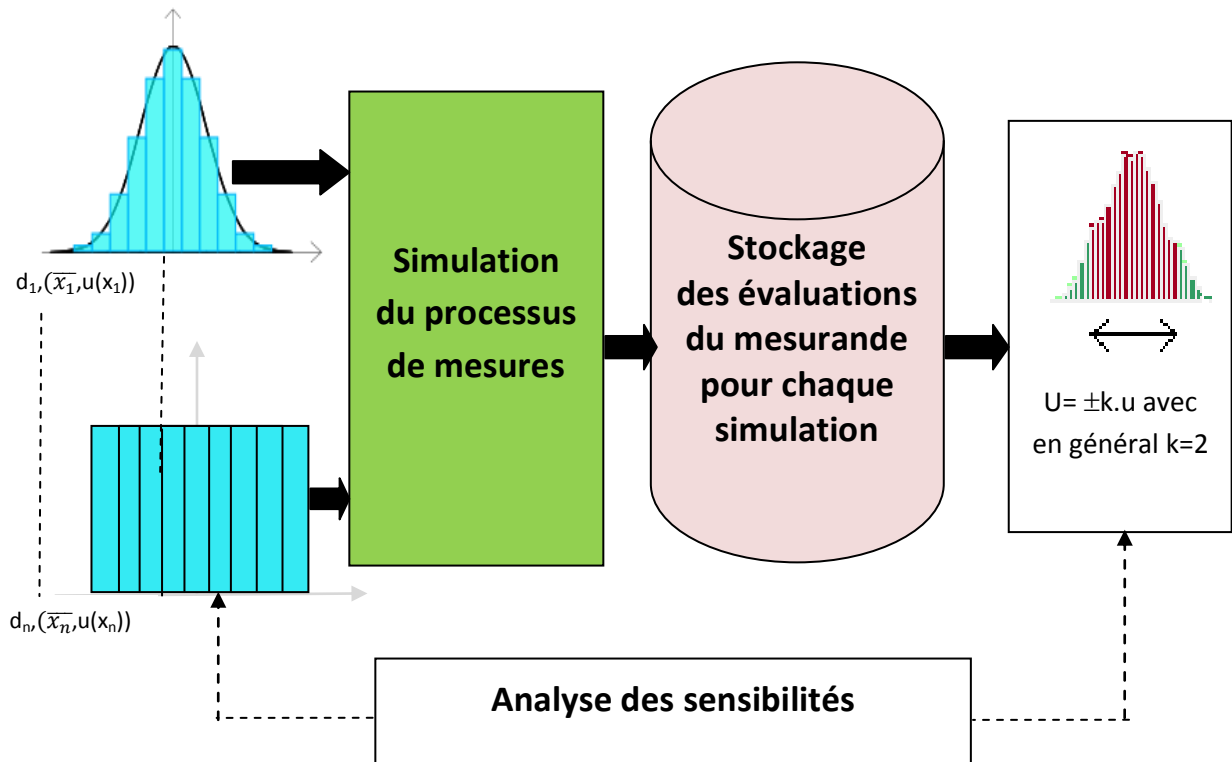 d₁,(x̄₁,u(x₁))
dₙ,(x̄ₙ,u(xₙ))
Simulation
du processus
de mesures
Stockage
des évaluations
du mesurande
pour chaque
simulation
U= ±k.u avec
en général k=2
Analyse des sensibilités